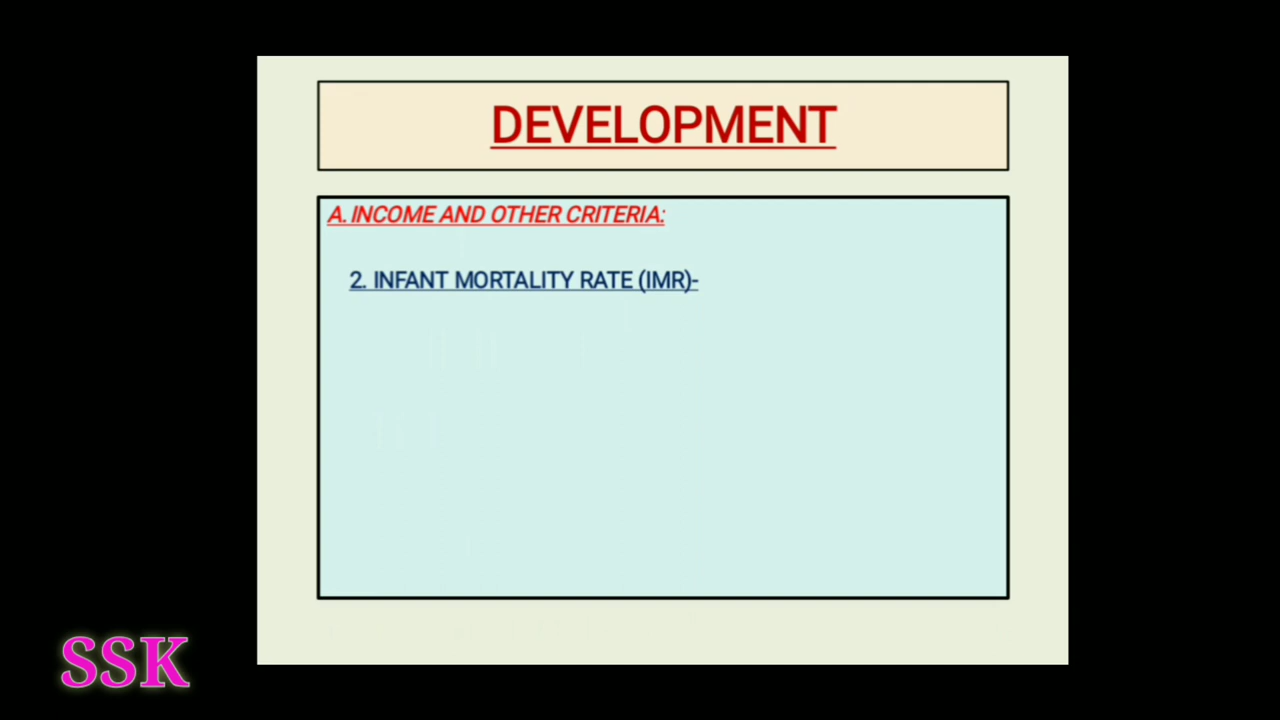 DEVELOPMENT
A. INCOME AND OTHER CRITERIA:
2. INFANT MORTALITY RATE (IMR)-
SSK